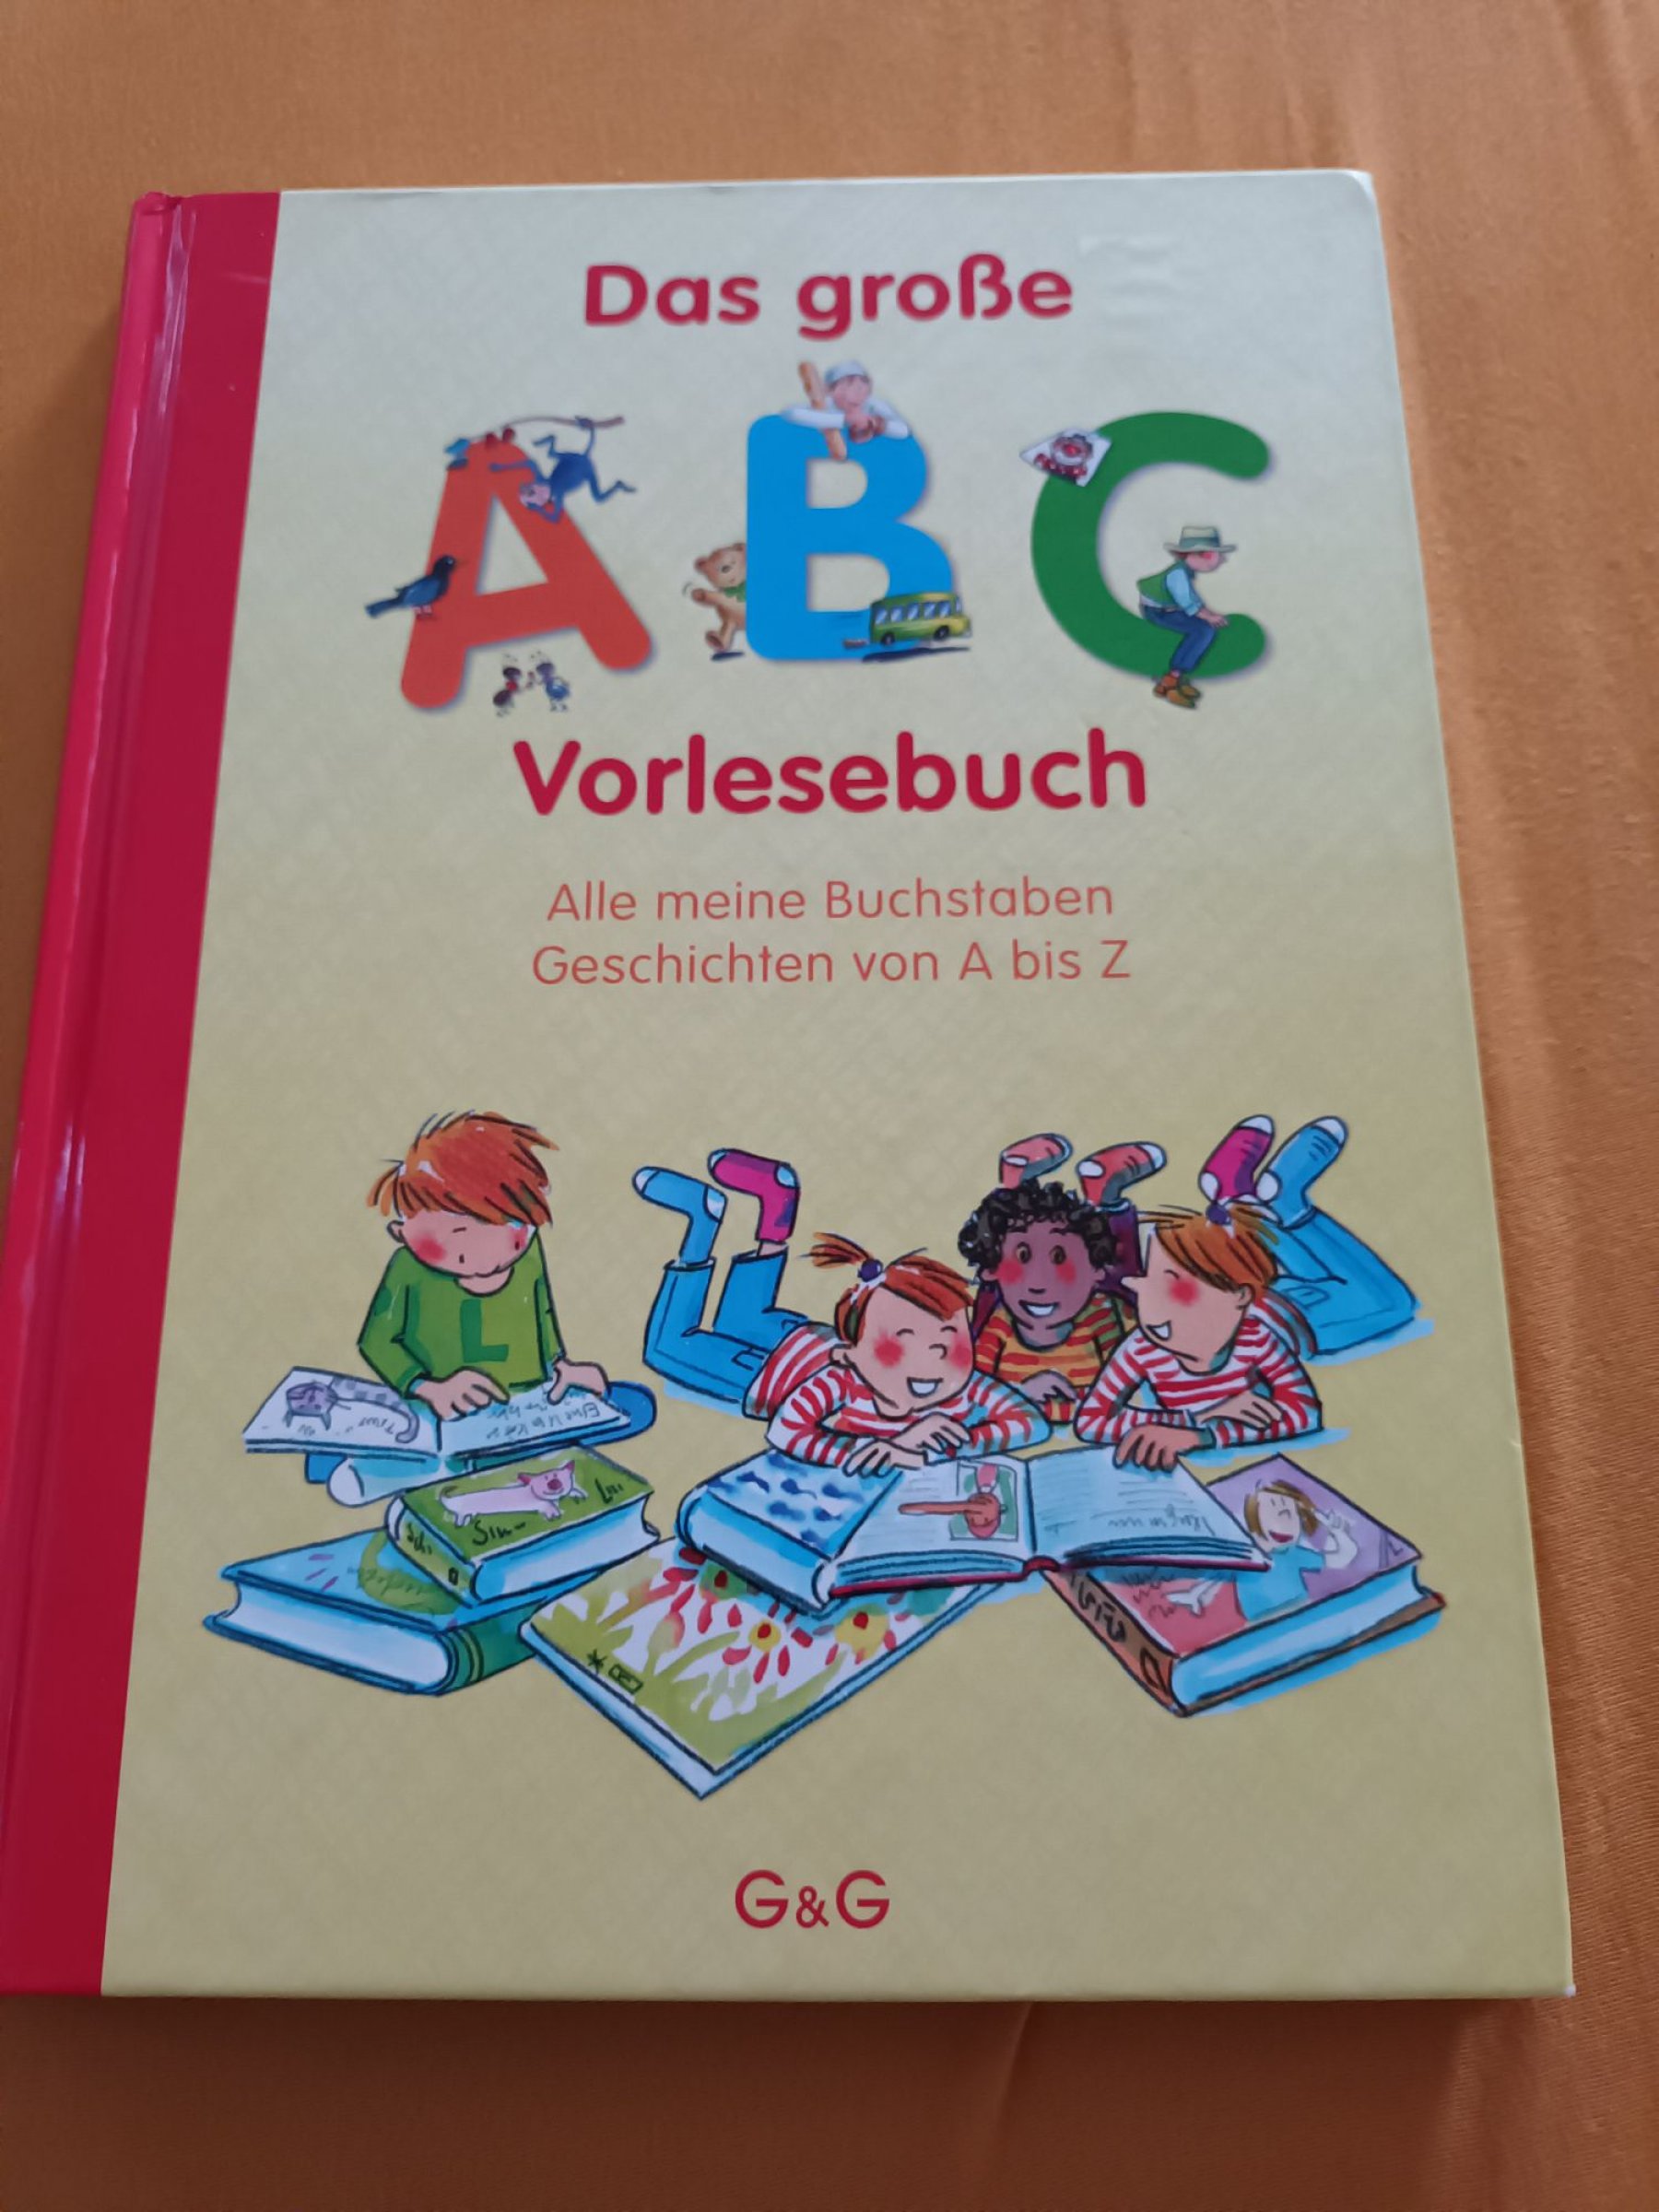 Das große
ABC
Vorlesebuch
Alle meine Buchstaben
Geschichten von A bis Z
L
G&G